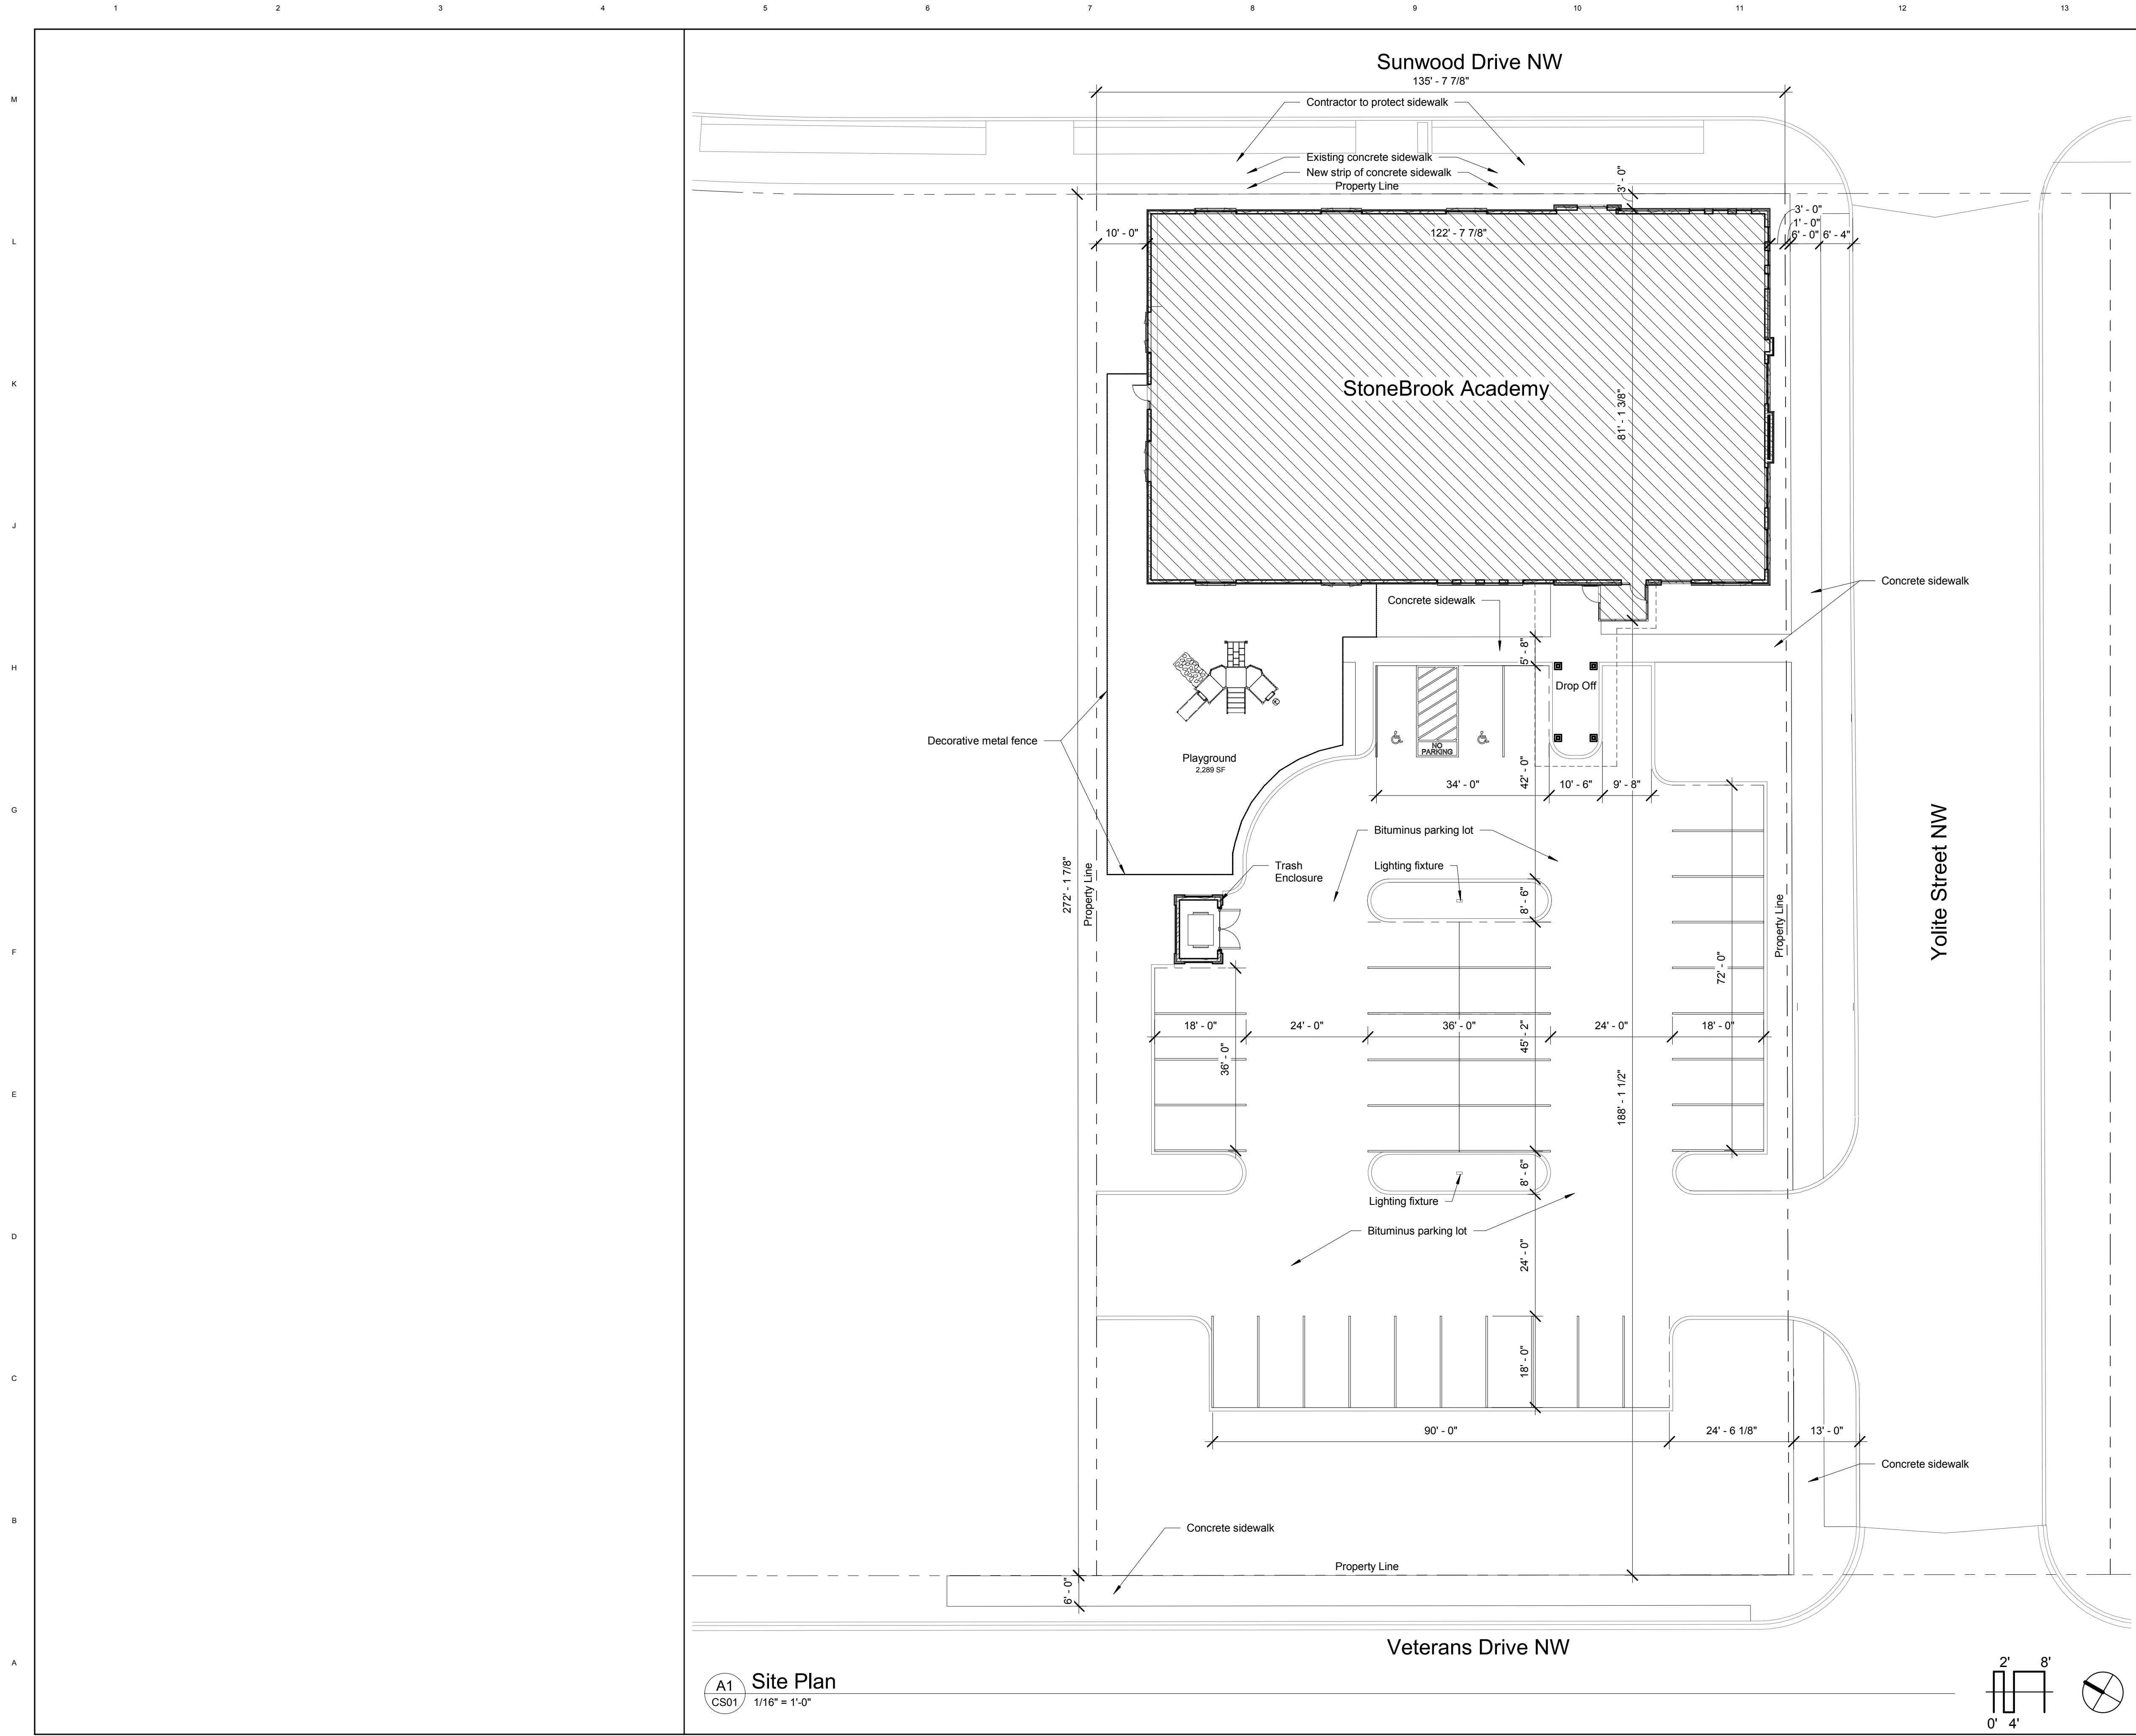 1 2 3 4 5 6 7 8 9 10 11 12 13
M
L
K
J
H
G
F
E
D
C
B
A
Sunwood Drive NW
135' - 7 7/8"
Contractor to protect sidewalk
Existing concrete sidewalk
New strip of concrete sidewalk
Property Line
3' - 0"
3' - 0"
1' - 0"
10' - 0"
122' - 7 7/8"
6' - 0"
6' - 4"
StoneBrook Academy
81' - 1 3/8"
Concrete sidewalk
Concrete sidewalk
5' - 8"
Drop Off
Decorative metal fence
NO
PARKING
Playground
2,289 SF
42' - 0"
34' - 0"
10' - 6"
9' - 8"
Bituminus parking lot
Trash
Enclosure
Lighting fixture
272' - 1 7/8"
Property Line
8' - 6"
Property Line
Yolite Street NW
72' - 0"
18' - 0"
24' - 0"
36' - 0"
24' - 0"
18' - 0"
45' - 2"
36' - 0"
188' - 1 1/2"
8' - 6"
Lighting fixture
Bituminus parking lot
24' - 0"
18' - 0"
90' - 0"
24' - 6 1/8"
13' - 0"
Concrete sidewalk
Concrete sidewalk
Property Line
6' - 0"
Veterans Drive NW
A1
CS01
Site Plan
1/16" = 1'-0"
2' 8'
0' 4'